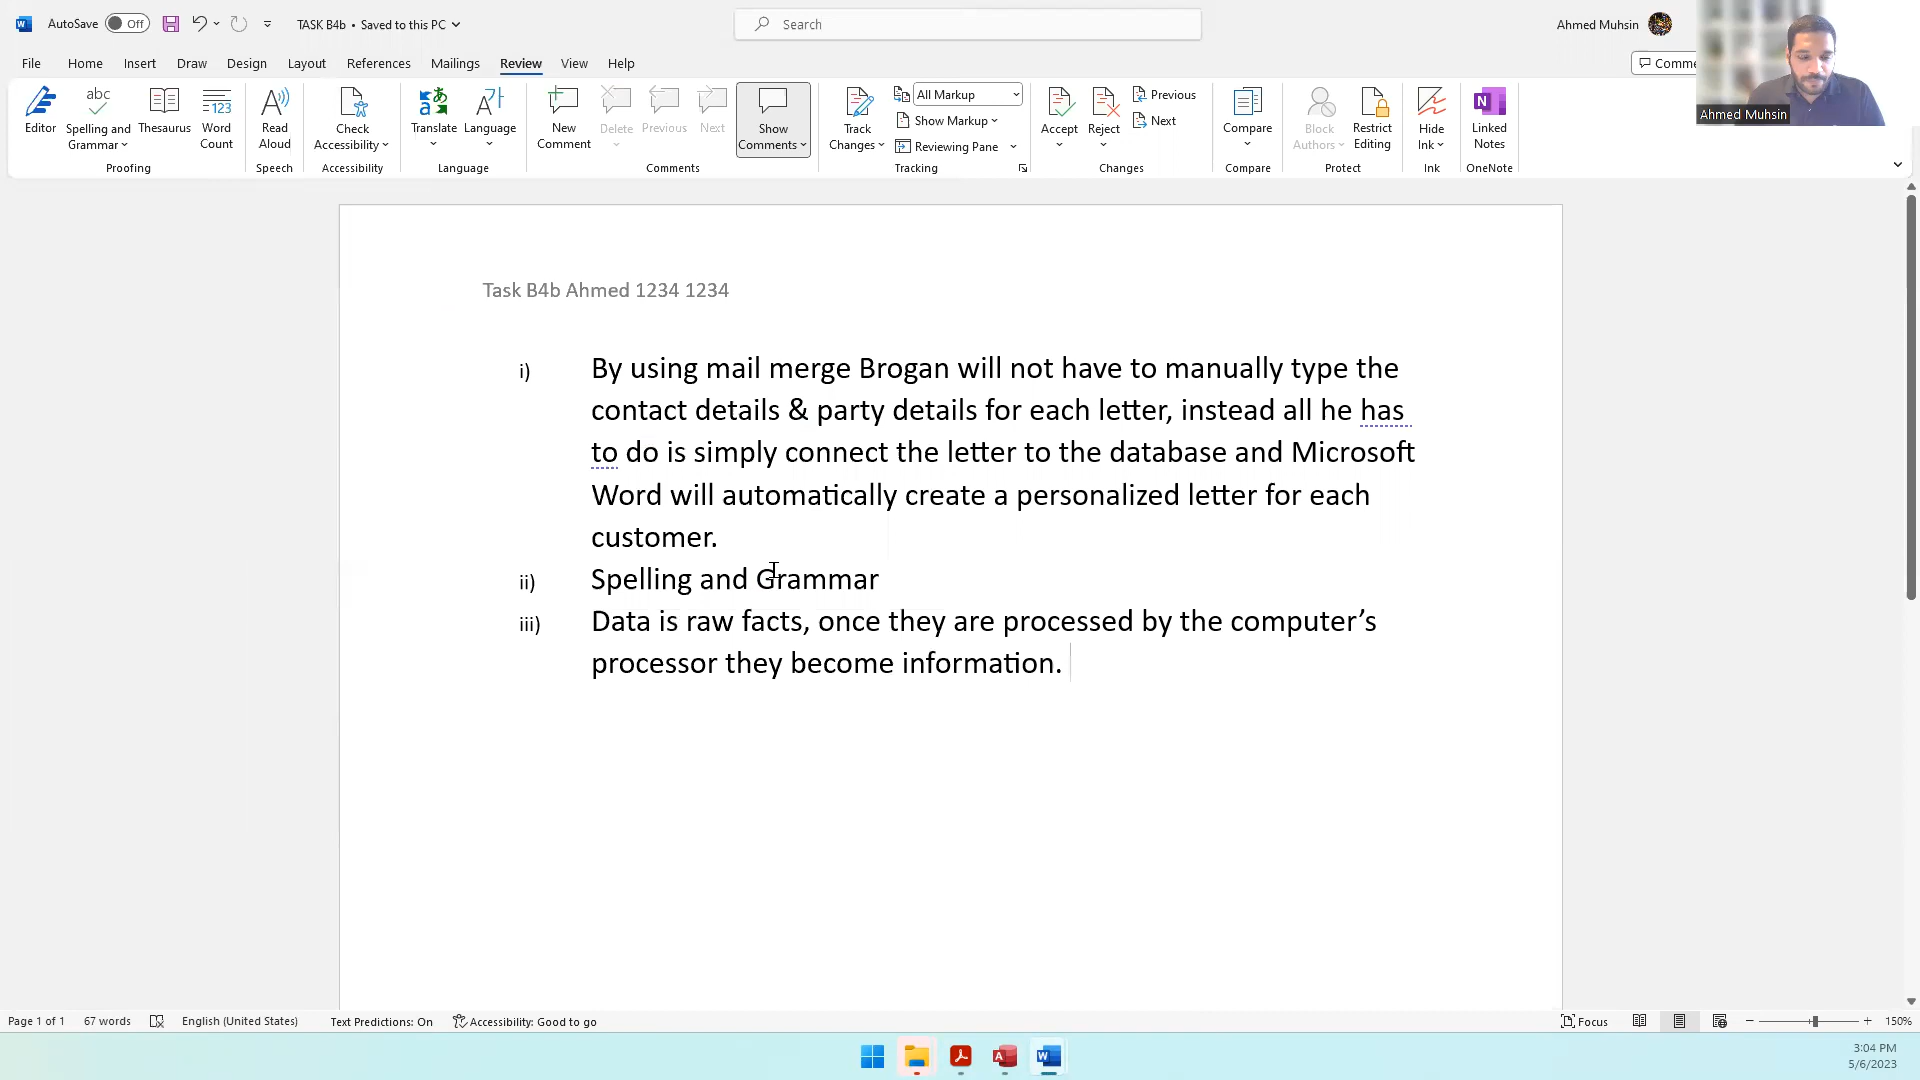 AutoSave Off TASK B4b • Saved to this PC Search Ahmed Muhsin
File Home Insert Draw Design Layout References Mailings Review View Help Comme
Editor Spelling and Grammar Thesaurus Word Count Read Aloud Check Accessibility Translate Language New Comment Delete Previous Next Show Comments Track Changes All Markup Show Markup Reviewing Pane Accept Reject Previous Next Compare Block Authors Restrict Editing Hide Ink Linked Notes
Proofing Speech Accessibility Language Comments Tracking Changes Compare Protect Ink OneNote
Ahmed Muhsin
Task B4b Ahmed 1234 1234
i) By using mail merge Brogan will not have to manually type the
contact details & party details for each letter, instead all he has
to do is simply connect the letter to the database and Microsoft
Word will automatically create a personalized letter for each
customer.
ii) Spelling and Grammar
iii) Data is raw facts, once they are processed by the computer’s
processor they become information.
Page 1 of 1 67 words English (United States) Text Predictions: On Accessibility: Good to go Focus 150%
3:04 PM
5/6/2023